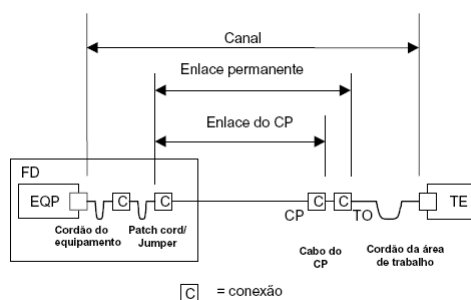 Canal
Enlace permanente
Enlace do CP
FD
EQP
C
C
C
C
TE
CP
TO
Cordão do
equipamento
Patch cord/
Jumper
Cabo do
CP
Cordão da área
de trabalho
C = conexão